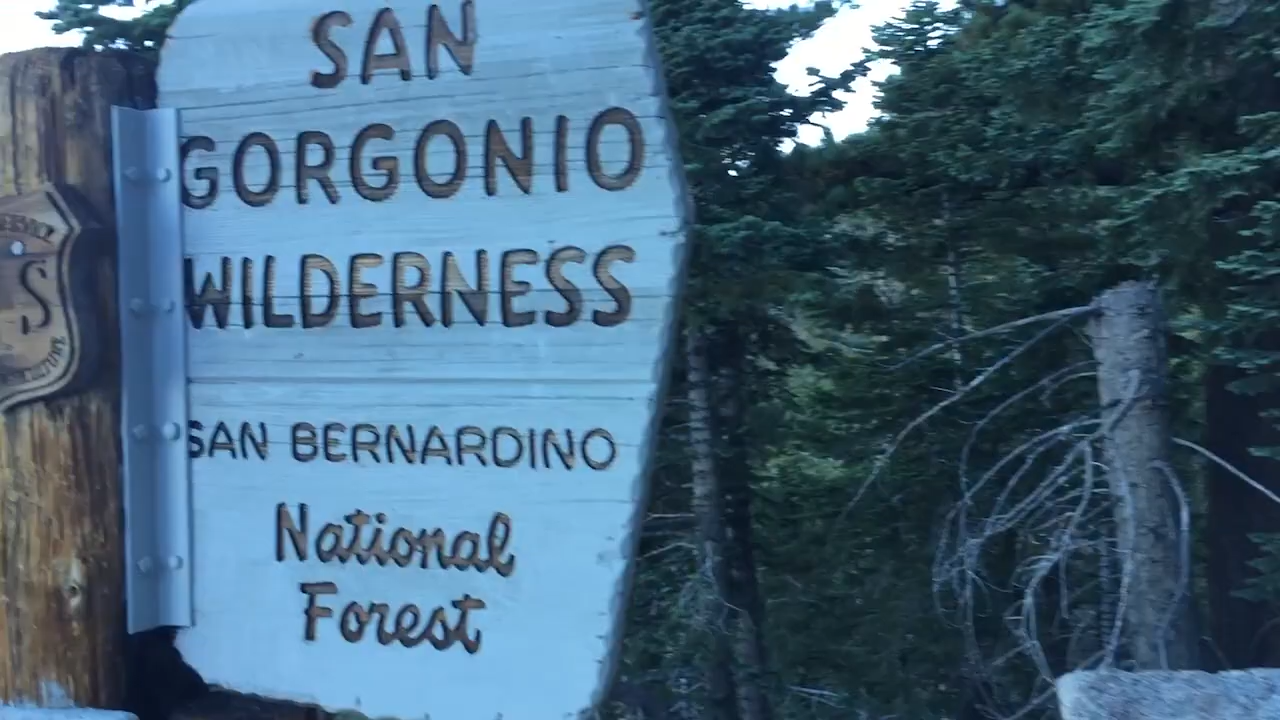 SAN
GORGONIO
WILDERNESS
SAN BERNARDINO
National
Forest
S